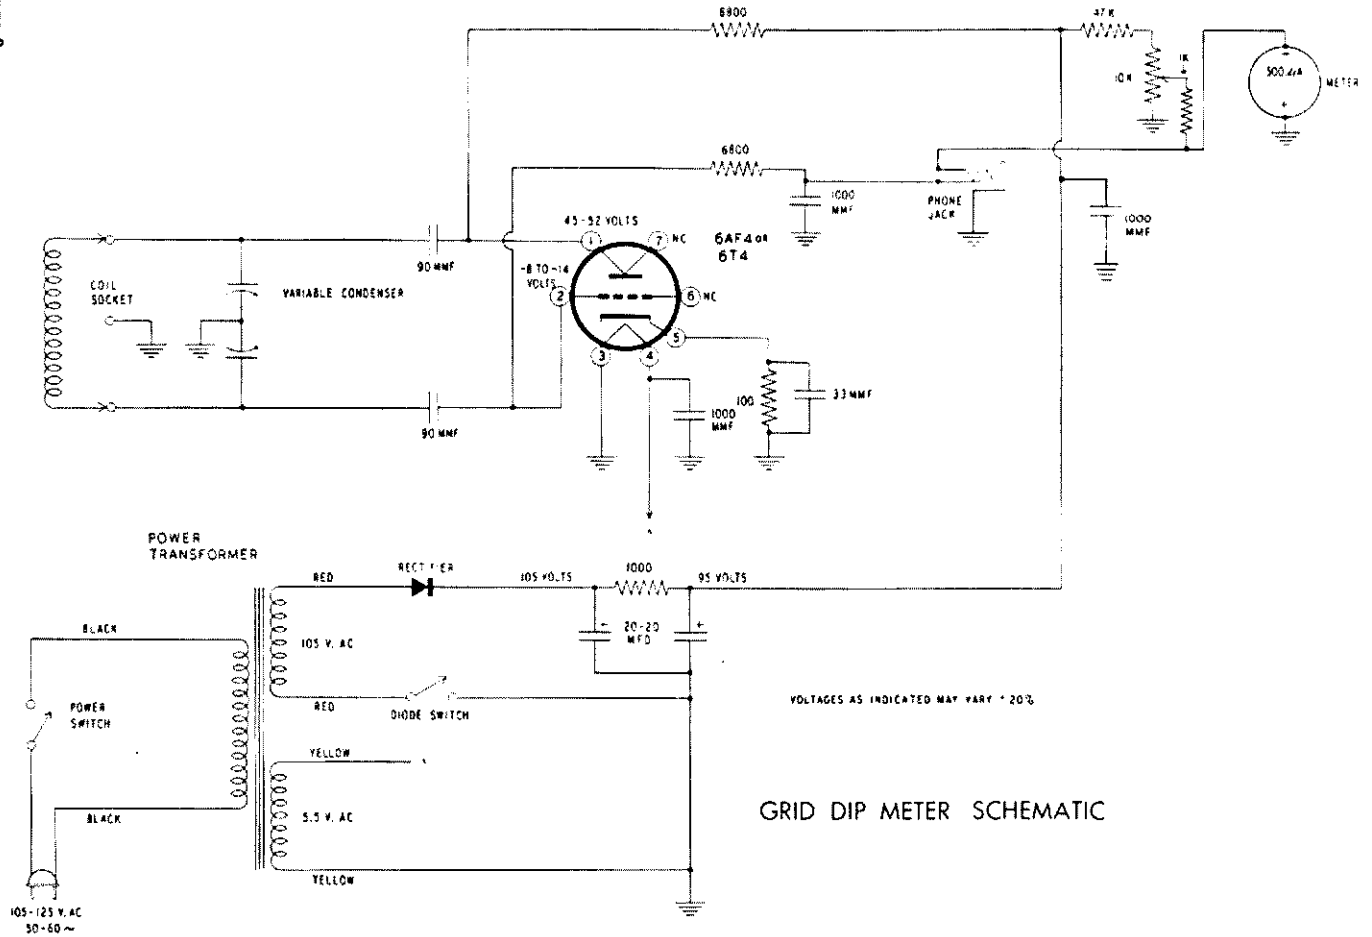 6800
47K
10K
1K
500
-
+
METER
6800
1000
MMF
PHONE
JACK
1000
MMF
45-52 VOLTS
1
7
NC
6AF4 OR
6T4
90 MMF
-8 TO -14
VOLTS
2
6
NC
COIL
SOCKET
VARIABLE CONDENSER
3
4
5
100
33 MMF
1000
MMF
90 MMF
POWER
TRANSFORMER
RED
RECTIFIER
105 VOLTS
1000
95 VOLTS
BLACK
105 V. AC
+
20-20
MFD
+
POWER
SWITCH
RED
DIODE SWITCH
VOLTAGES AS INDICATED MAY VARY 20%
YELLOW
BLACK
5.5 V. AC
GRID DIP METER SCHEMATIC
YELLOW
105-125 V. AC
50-60 ~